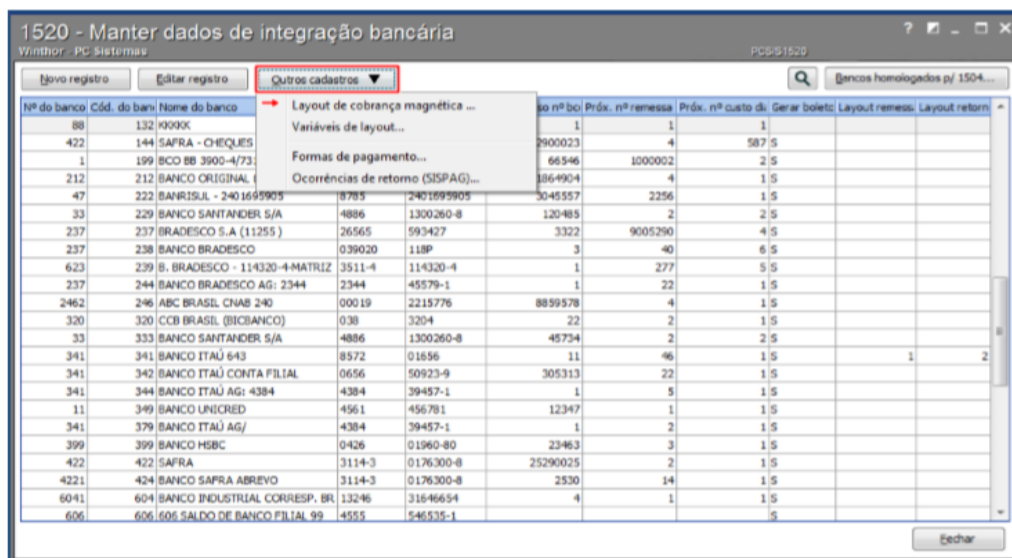 1520 - Manter dados de integração bancária
Winthor - PC Sistemas
PCSIS1520
Novo registro Editar registro Outros cadastros ▼ Bancos homologados p/ 1504...
Nº do banco Cód. do ban Nome do banco so nº bco Próx. nº remessa Próx. nº custo di Gerar boleto Layout remess Layout retorn
Layout de cobrança magnética ...
Variáveis de layout...
Formas de pagamento...
Ocorrências de retorno (SISPAG)...
88 132 KKKKK 1 1 1
422 144 SAFRA - CHEQUES 2900023 4 587 S
1 199 BCO BB 3900-4/73 66546 1000002 2 S
212 212 BANCO ORIGINAL 1864904 4 1 S
47 222 BANRISUL - 2401695905 8785 2401695905 3045557 2256 1 S
33 229 BANCO SANTANDER S/A 4886 1300260-8 120485 2 2 S
237 237 BRADESCO S.A (11255 ) 26565 593427 3322 9005290 4 S
237 238 BANCO BRADESCO 039020 118P 3 40 6 S
623 239 B. BRADESCO - 114320-4-MATRIZ 3511-4 114320-4 1 277 5 S
237 244 BANCO BRADESCO AG: 2344 2344 45579-1 1 22 1 S
2462 246 ABC BRASIL CNAB 240 00019 2215776 8859578 4 1 S
320 320 CCB BRASIL (BICBANCO) 038 3204 22 2 1 S
33 333 BANCO SANTANDER S/A 4886 1300260-8 45734 2 2 S
341 341 BANCO ITAÚ 643 8572 01656 11 46 1 S 1 2
341 342 BANCO ITAÚ CONTA FILIAL 0656 50923-9 305313 22 1 S
341 344 BANCO ITAÚ AG: 4384 4384 39457-1 1 5 1 S
11 349 BANCO UNICRED 4561 456781 12347 1 1 S
341 379 BANCO ITAÚ AG/ 4384 39457-1 1 2 1 S
399 399 BANCO HSBC 0426 01960-80 23463 3 1 S
422 422 SAFRA 3114-3 0176300-8 25290025 2 1 S
4221 424 BANCO SAFRA ABREVO 3114-3 0176300-8 2530 14 1 S
6041 604 BANCO INDUSTRIAL CORRESP. BR 13246 31646654 4 1 1 S
606 606 606 SALDO DE BANCO FILIAL 99 4555 546535-1 S
Fechar